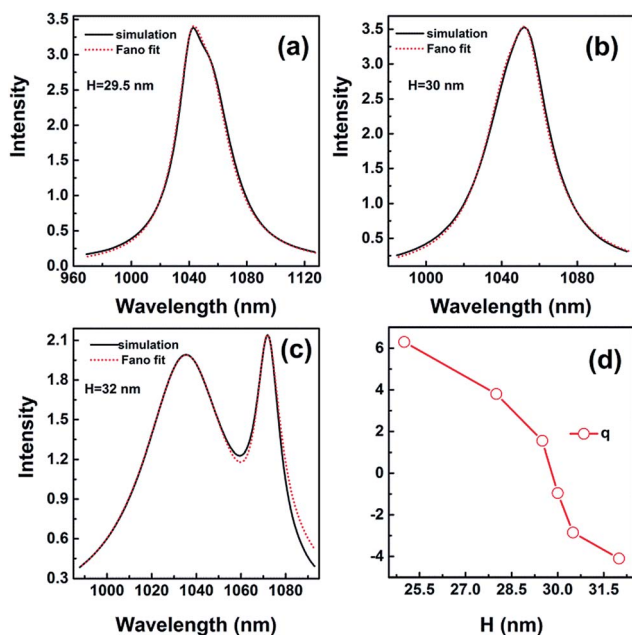 simulation
Fano fit
(a)
H=29.5 nm
Intensity
3.5
3.0
2.5
2.0
1.5
1.0
0.5
0.0
960 1000 1040 1080 1120
Wavelength (nm)
simulation
Fano fit
(b)
H=30 nm
Intensity
3.5
3.0
2.5
2.0
1.5
1.0
0.5
1000 1040 1080
Wavelength (nm)
simulation
Fano fit
(c)
H=32 nm
Intensity
2.1
1.8
1.5
1.2
0.9
0.6
0.3
1000 1020 1040 1060 1080
Wavelength (nm)
(d)
q
6
4
2
0
-2
-4
25.5 27.0 28.5 30.0 31.5
H (nm)